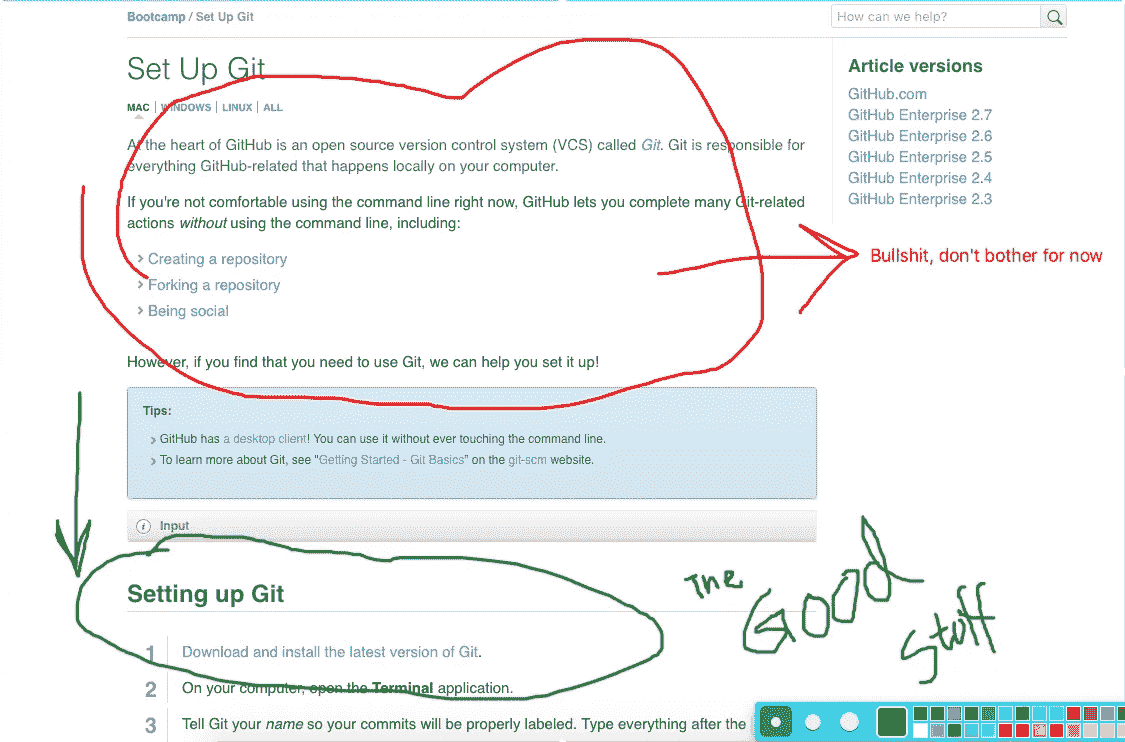 Bootcamp / Set Up Git
How can we help?
Set Up Git
MAC | WINDOWS | LINUX | ALL
At the heart of GitHub is an open source version control system (VCS) called Git. Git is responsible for
everything GitHub-related that happens locally on your computer.
If you're not comfortable using the command line right now, GitHub lets you complete many Git-related
actions without using the command line, including:
Creating a repository
Forking a repository
Being social
However, if you find that you need to use Git, we can help you set it up!
Article versions
GitHub.com
GitHub Enterprise 2.7
GitHub Enterprise 2.6
GitHub Enterprise 2.5
GitHub Enterprise 2.4
GitHub Enterprise 2.3
Bullshit, don't bother for now
Tips:
GitHub has a desktop client! You can use it without ever touching the command line.
To learn more about Git, see "Getting Started - Git Basics" on the git-scm website.
i Input
Setting up Git
1 Download and install the latest version of Git.
2 On your computer, open the Terminal application.
3 Tell Git your name so your commits will be properly labeled. Type everything after the
The
Good
Stuff